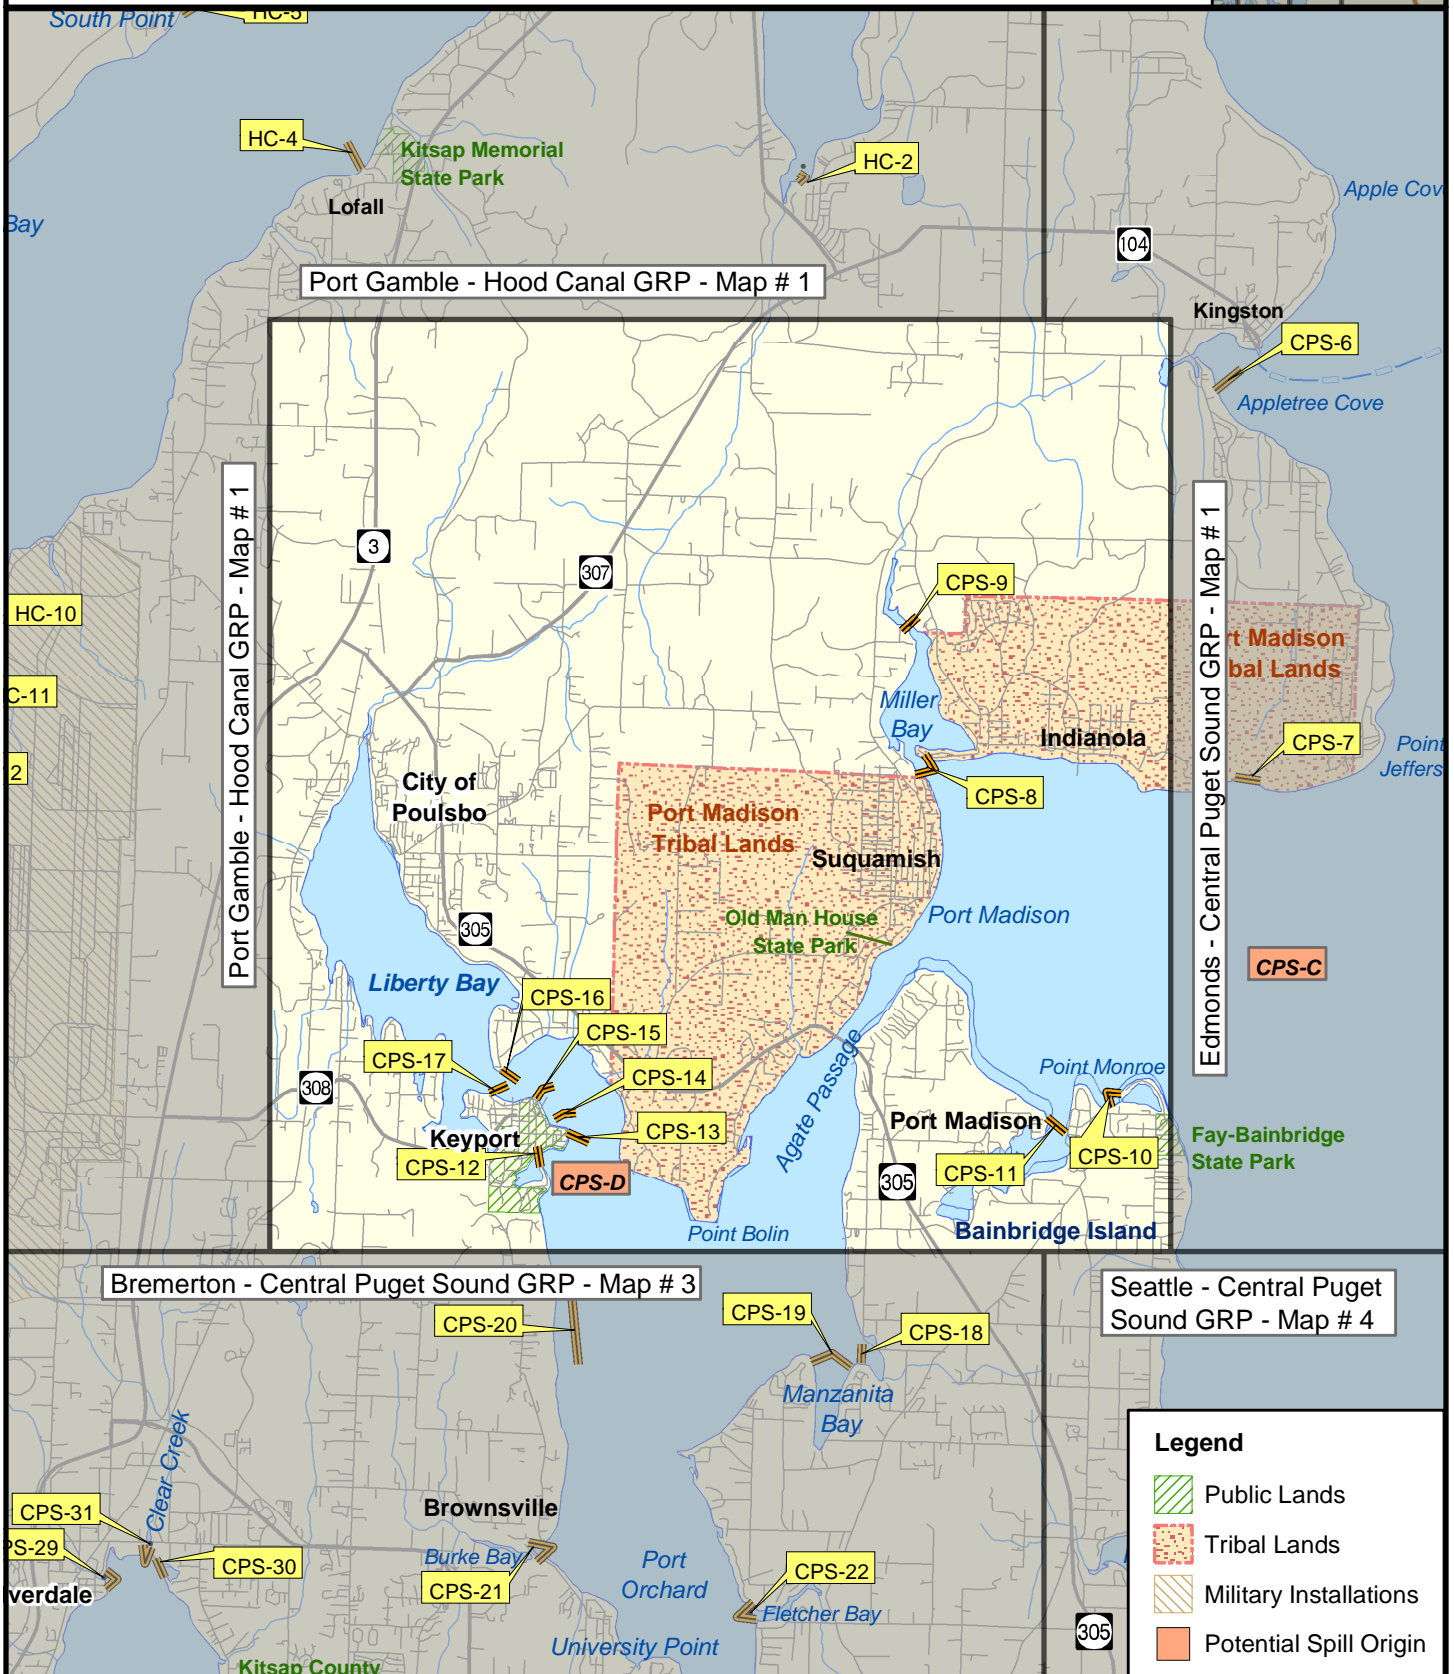 South Point
HC-5
HC-4
Kitsap Memorial
State Park
HC-2
Lofall
Apple Cov
Bay
104
Port Gamble - Hood Canal GRP - Map # 1
Kingston
CPS-6
Appletree Cove
Port Gamble - Hood Canal GRP - Map # 1
Edmonds - Central Puget Sound GRP - Map # 1
3
307
CPS-9
HC-10
rt Madison
bal Lands
C-11
Miller
Bay
Indianola
CPS-7
Point
Jeffers
2
City of
Poulsbo
CPS-8
Port Madison
Tribal Lands
Suquamish
Old Man House
State Park
Port Madison
305
CPS-C
Liberty Bay
CPS-16
CPS-15
CPS-17
CPS-14
308
Agate Passage
Point Monroe
Keyport
CPS-13
Port Madison
Fay-Bainbridge
State Park
CPS-12
CPS-D
CPS-11
CPS-10
305
Point Bolin
Bainbridge Island
Bremerton - Central Puget Sound GRP - Map # 3
Seattle - Central Puget
Sound GRP - Map # 4
CPS-20
CPS-19
CPS-18
Manzanita
Bay
Legend
Public Lands
Tribal Lands
Military Installations
Potential Spill Origin
Clear Creek
CPS-31
Brownsville
PS-29
CPS-30
Burke Bay
CPS-21
Port
Orchard
CPS-22
verdale
Fletcher Bay
305
University Point
Kitsap County